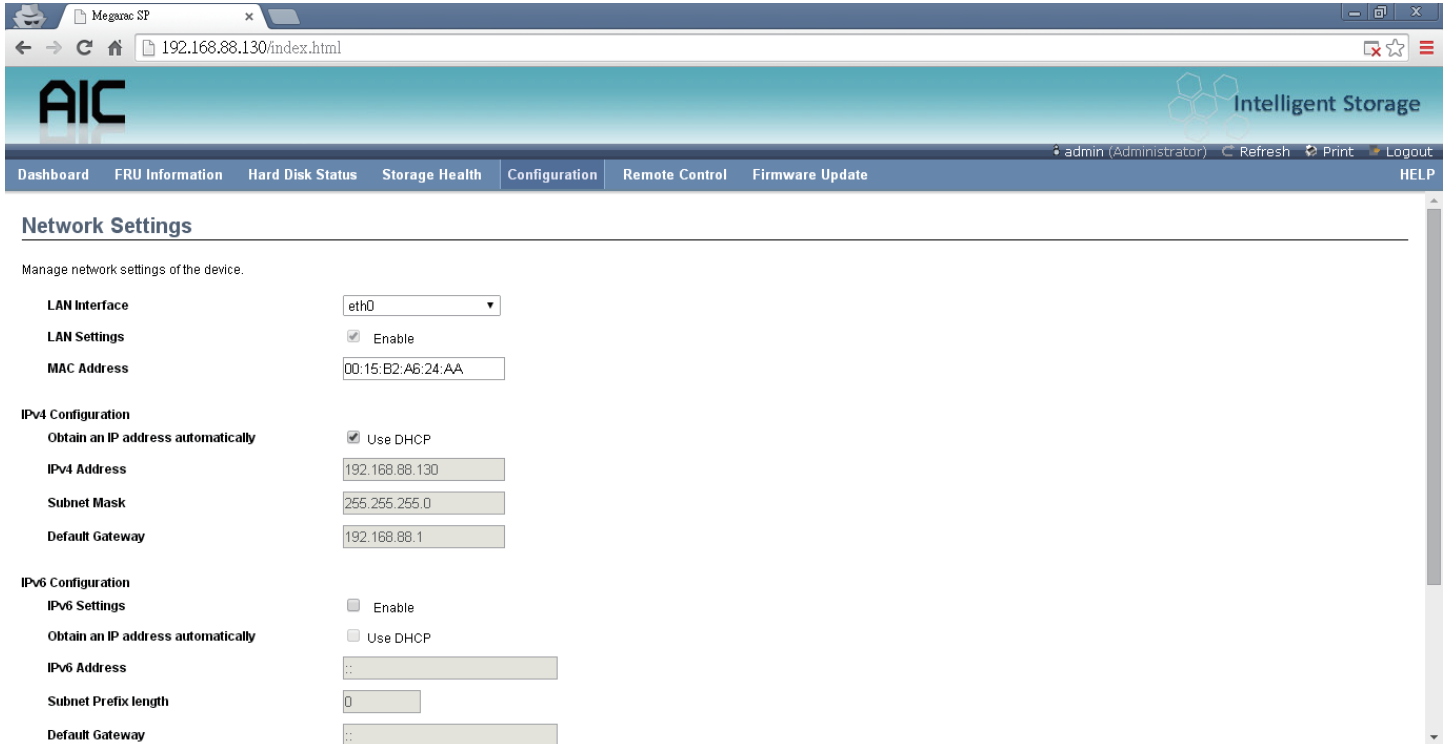 Megarac SP
192.168.88.130/index.html
AIC
Intelligent Storage
admin (Administrator) Refresh Print Logout
Dashboard FRU Information Hard Disk Status Storage Health Configuration Remote Control Firmware Update HELP
Network Settings
Manage network settings of the device.
LAN Interface eth0
LAN Settings Enable
MAC Address 00:15:B2:A6:24:AA
IPv4 Configuration
Obtain an IP address automatically Use DHCP
IPv4 Address 192.168.88.130
Subnet Mask 255.255.255.0
Default Gateway 192.168.88.1
IPv6 Configuration
IPv6 Settings Enable
Obtain an IP address automatically Use DHCP
IPv6 Address ::
Subnet Prefix length 0
Default Gateway ::